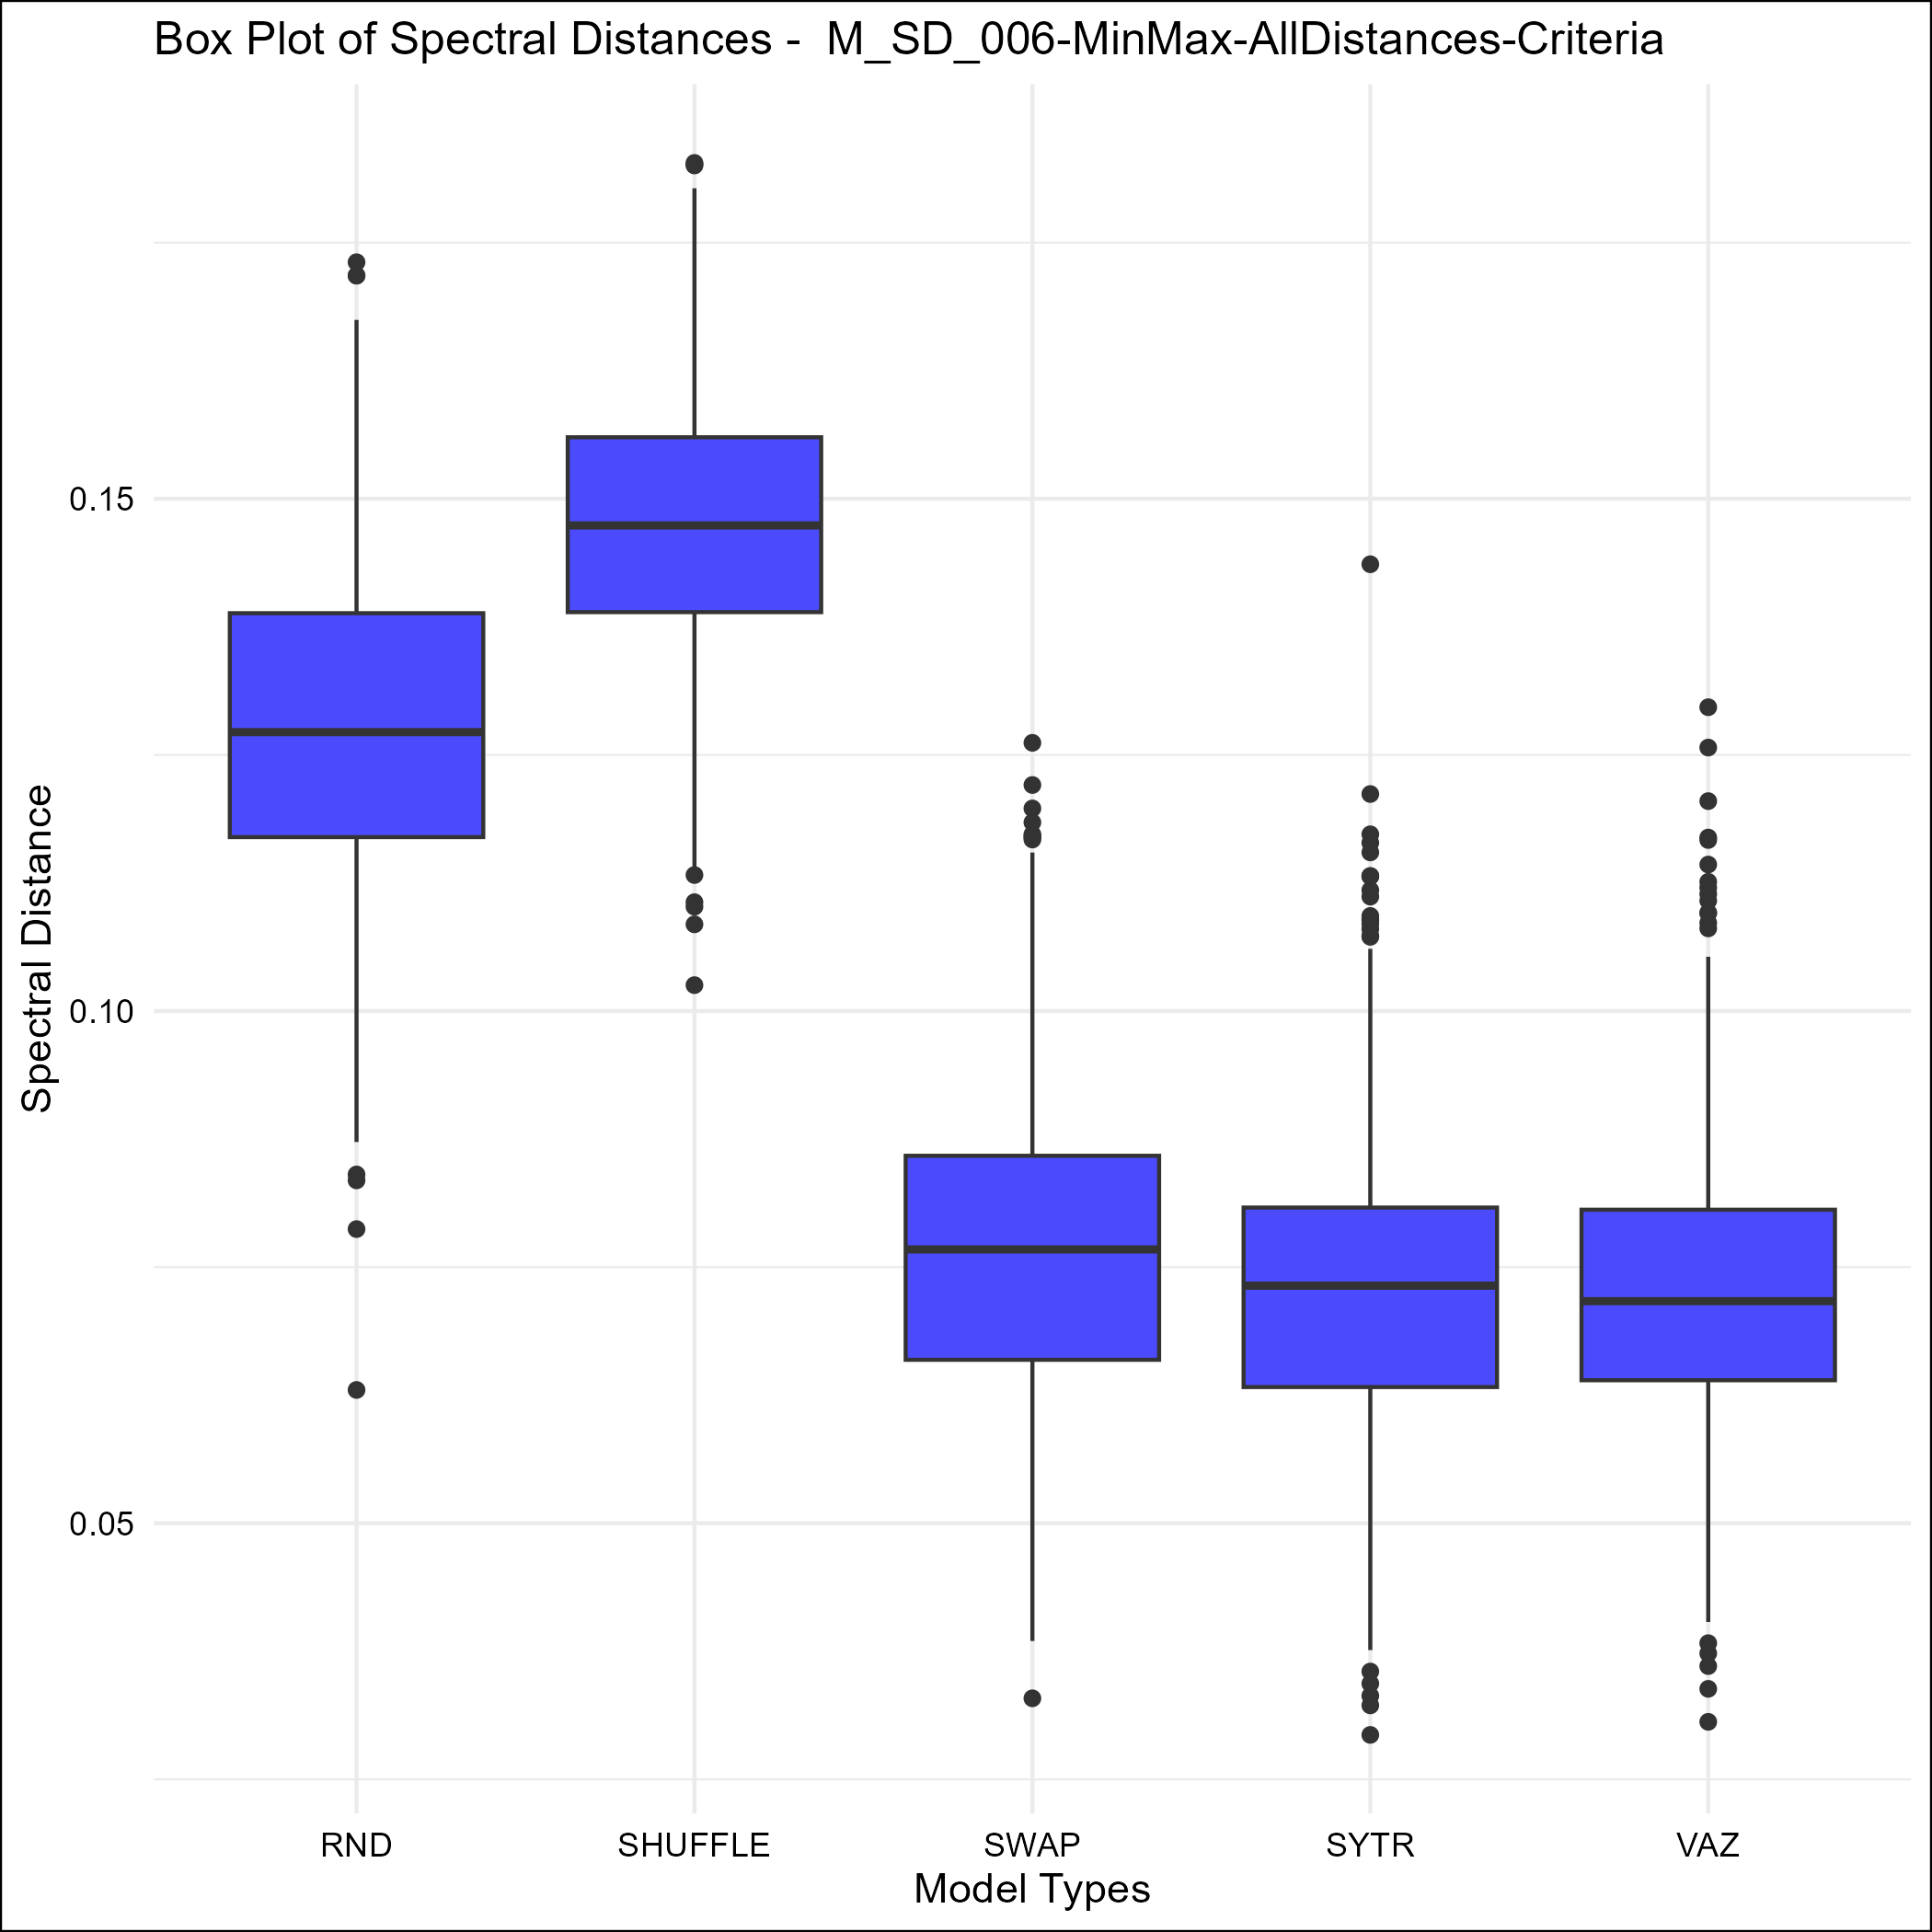 Box Plot of Spectral Distances -  M_SD_006-MinMax-AllDistances-Criteria
Spectral Distance
0.15
0.10
0.05
RND SHUFFLE SWAP SYTR VAZ
Model Types